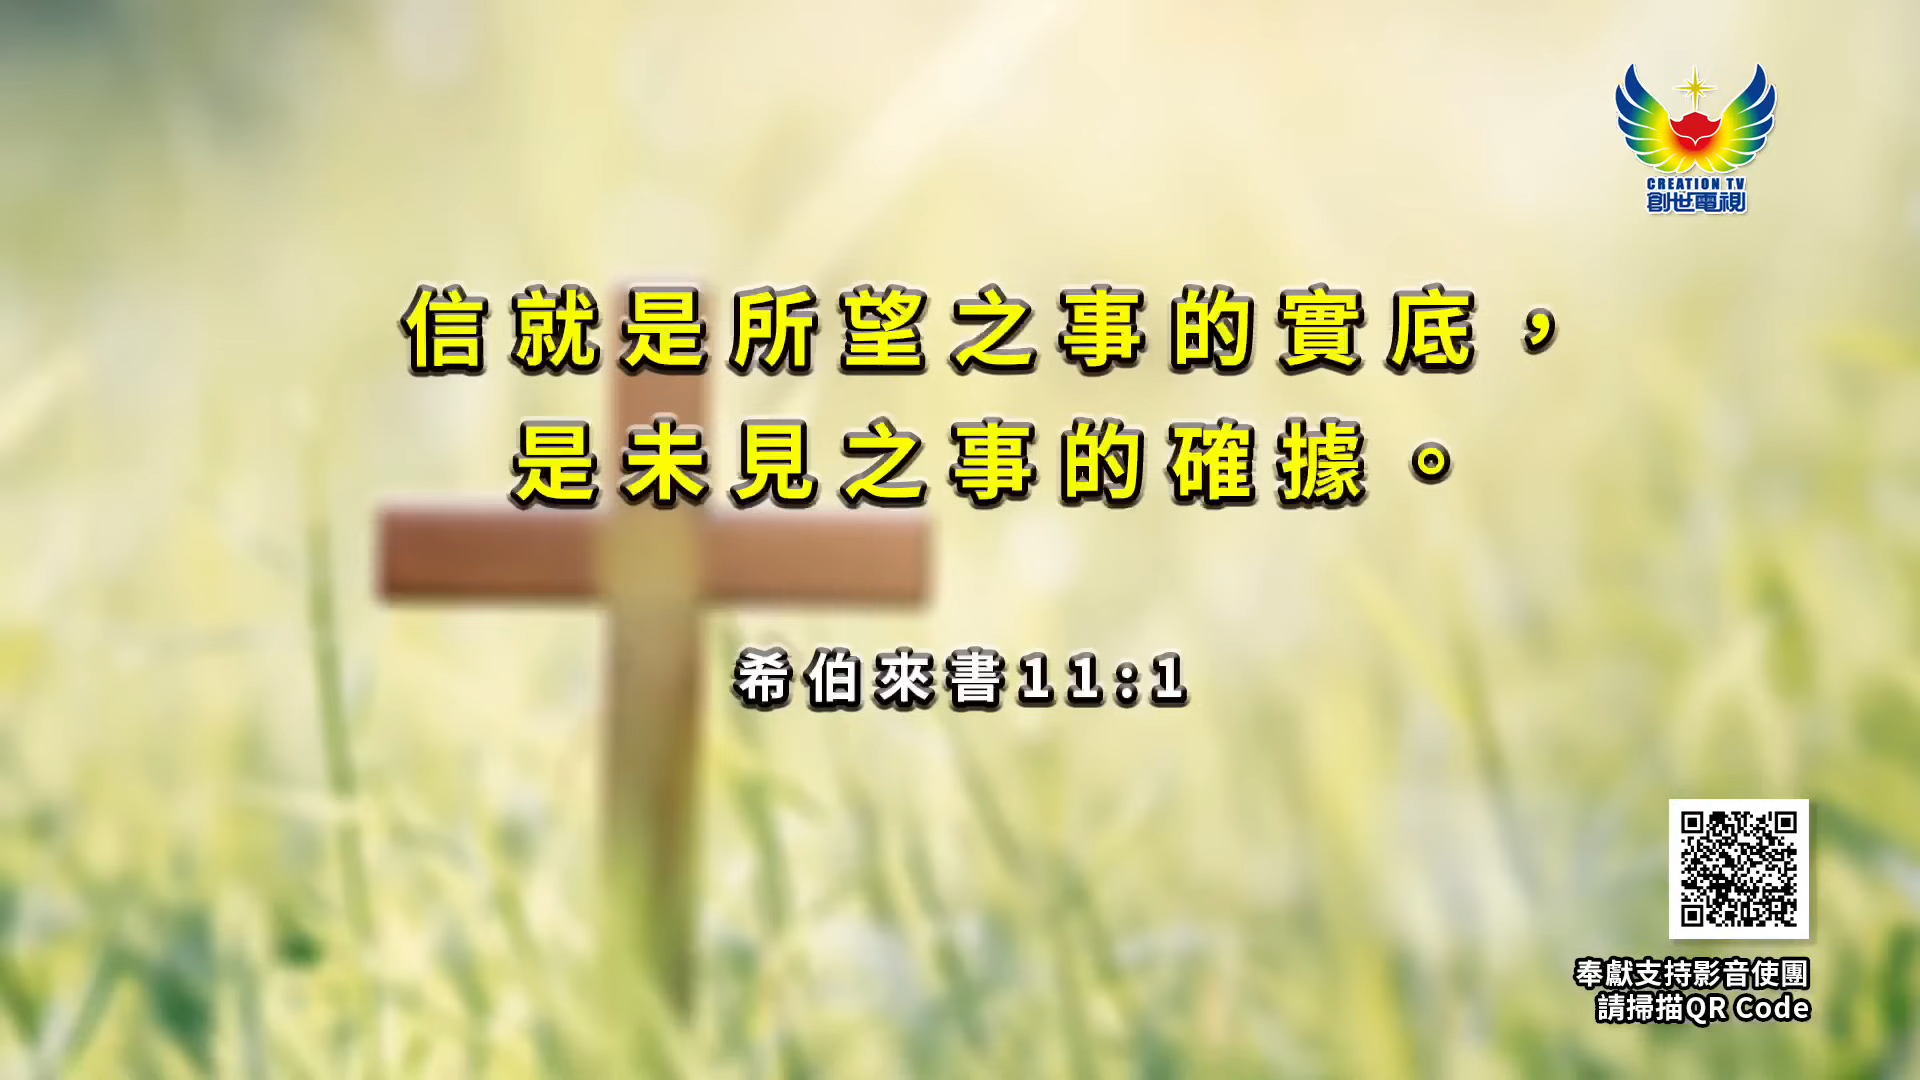 CREATION TV
創世電視
信就是所望之事的實底，
是未見之事的確據。
希伯來書11:1
奉獻支持影音使團
請掃描QR Code